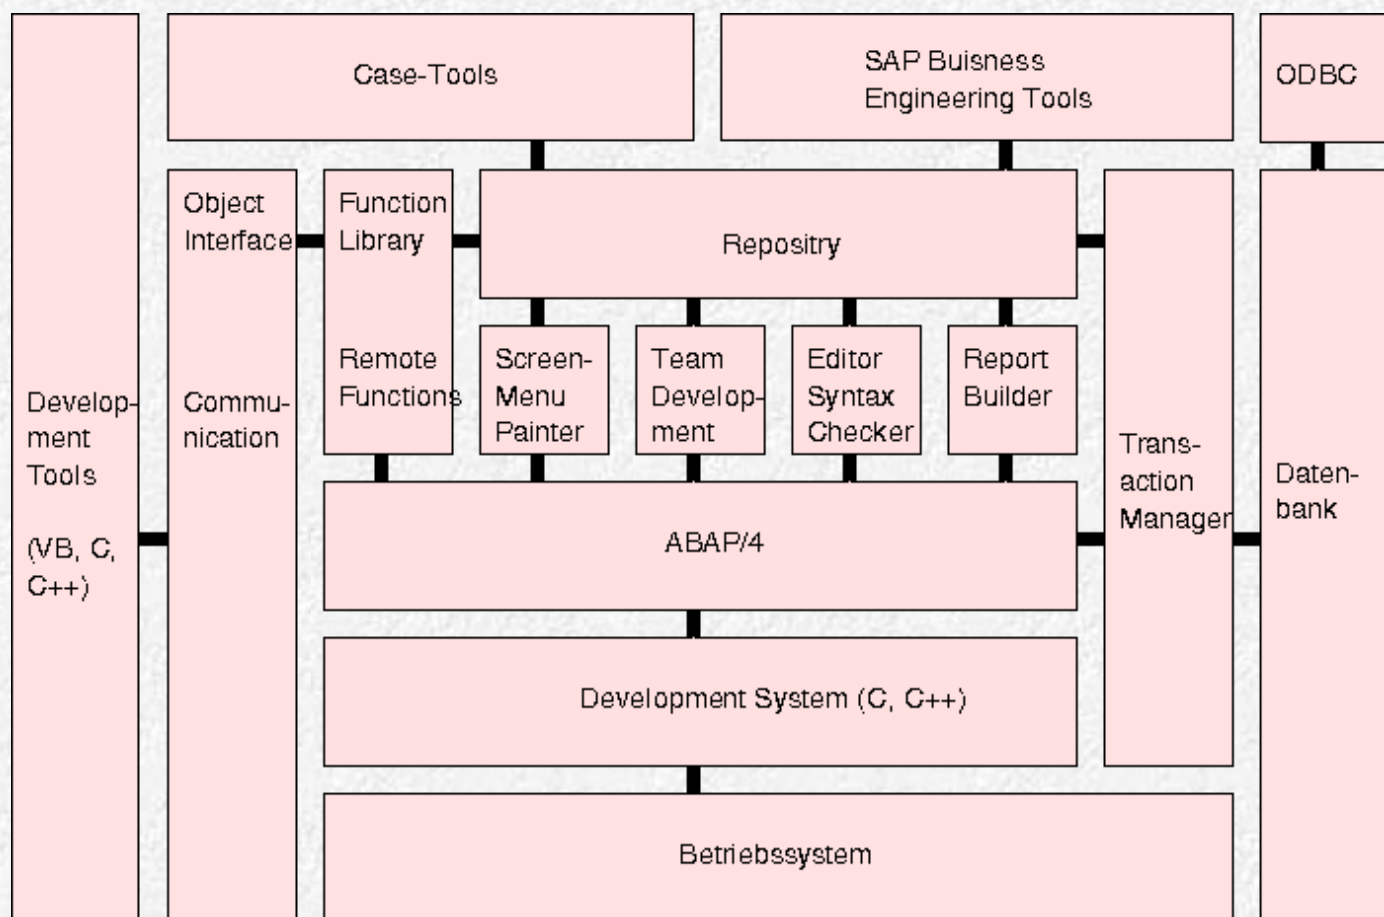 Case-Tools
SAP Buisness
Engineering Tools
ODBC
Object
Interface
Function
Library
Repositry
Remote
Functions
Screen-
Menu
Painter
Team
Develop-
ment
Editor
Syntax
Checker
Report
Builder
Develop-
ment
Tools
(VB, C,
C++)
Commu-
nication
Trans-
action
Manager
Daten-
bank
ABAP/4
Development System (C, C++)
Betriebssystem